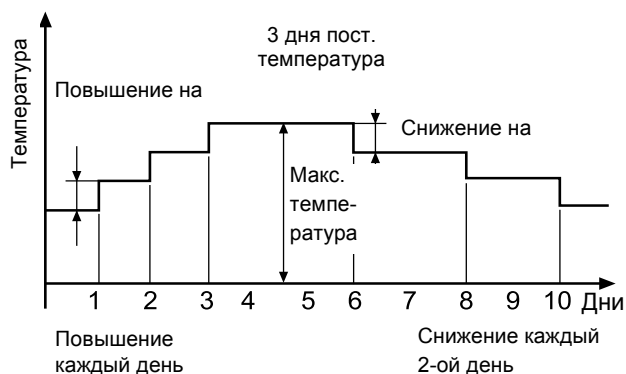 3 дня пост.
температура
Температура
Повышение на
Снижение на
Макс.
темпе-
ратура
1 2 3 4 5 6 7 8 9 10 Дни
Повышение
каждый день
Снижение каждый
2-ой день